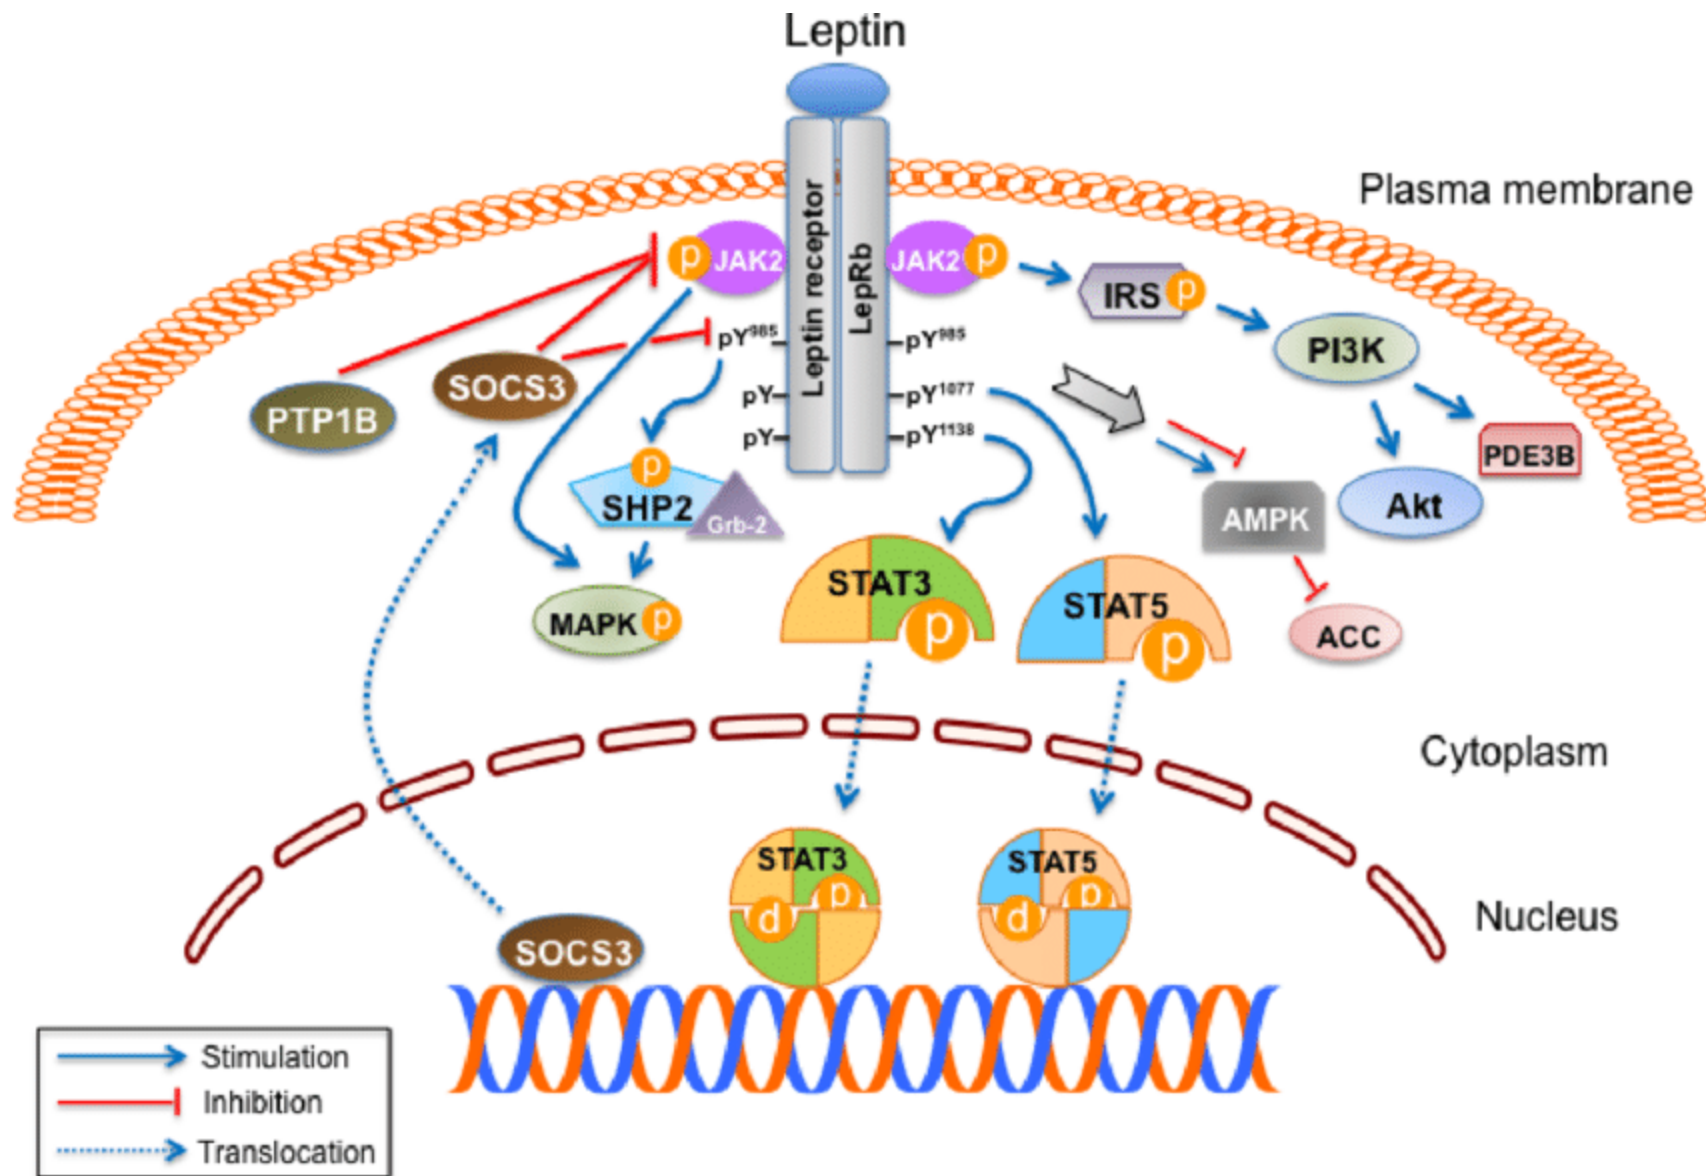 Leptin
Plasma membrane
Leptin receptor
LepRb
p JAK2
JAK2 p
IRS p
PI3K
PDE3B
Akt
pY985
pY985
pY
pY1077
pY
pY1138
PTP1B
SOCS3
p
SHP2
Grb-2
MAPK p
STAT3
p
STAT5
p
AMPK
ACC
Cytoplasm
Nucleus
STAT3
p
d
STAT5
p
d
SOCS3
Stimulation
Inhibition
Translocation